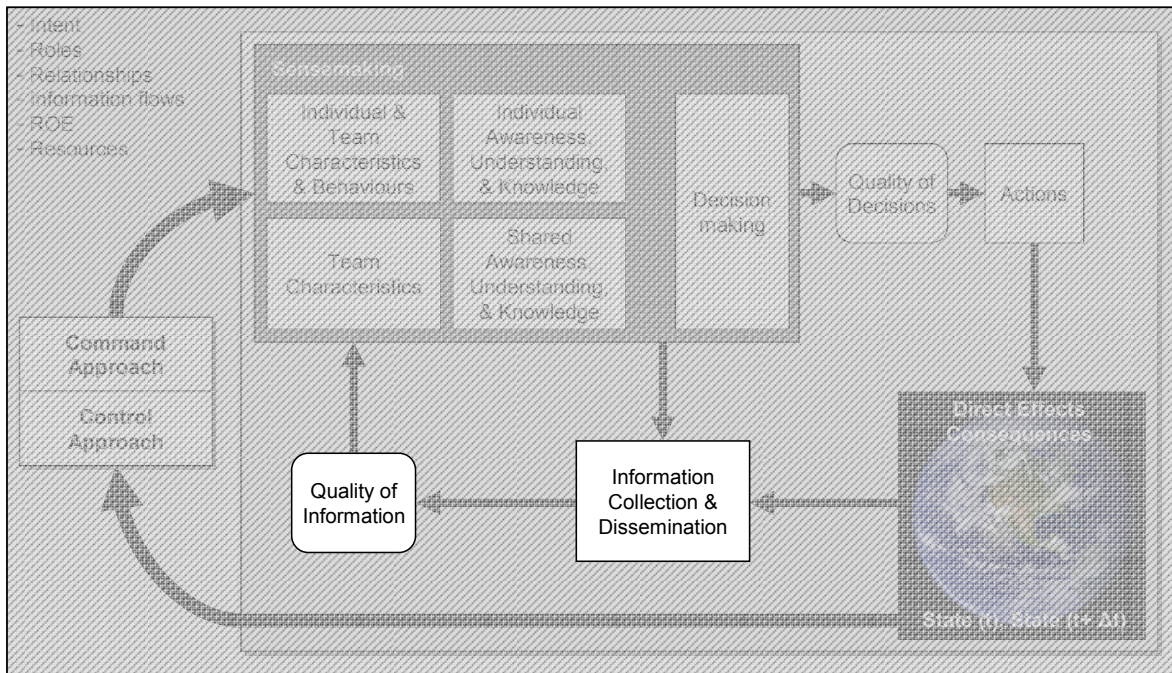 - Intent
- Roles
- Relationships
- Information flows
- ROE
- Resources
Sensemaking
Individual &
Team
Characteristics
& Behaviours
Individual
Awareness,
Understanding,
& Knowledge
Team
Characteristics
Shared
Awareness,
Understanding,
& Knowledge
Decision
making
Quality of
Decisions
Actions
Command
Approach
Control
Approach
Quality of
Information
Information
Collection &
Dissemination
Direct Effects
Consequences
State (t), State (t+ Δt)